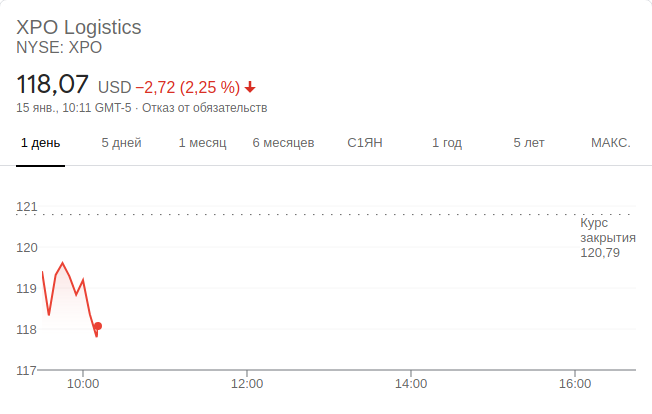 XPO Logistics
NYSE: XPO
118,07 USD −2,72 (2,25 %)
15 янв., 10:11 GMT-5 · Отказ от обязательств
1 день 5 дней 1 месяц 6 месяцев С1ЯН 1 год 5 лет МАКС.
121
Курс
закрытия
120,79
120
119
118
117
10:00 12:00 14:00 16:00